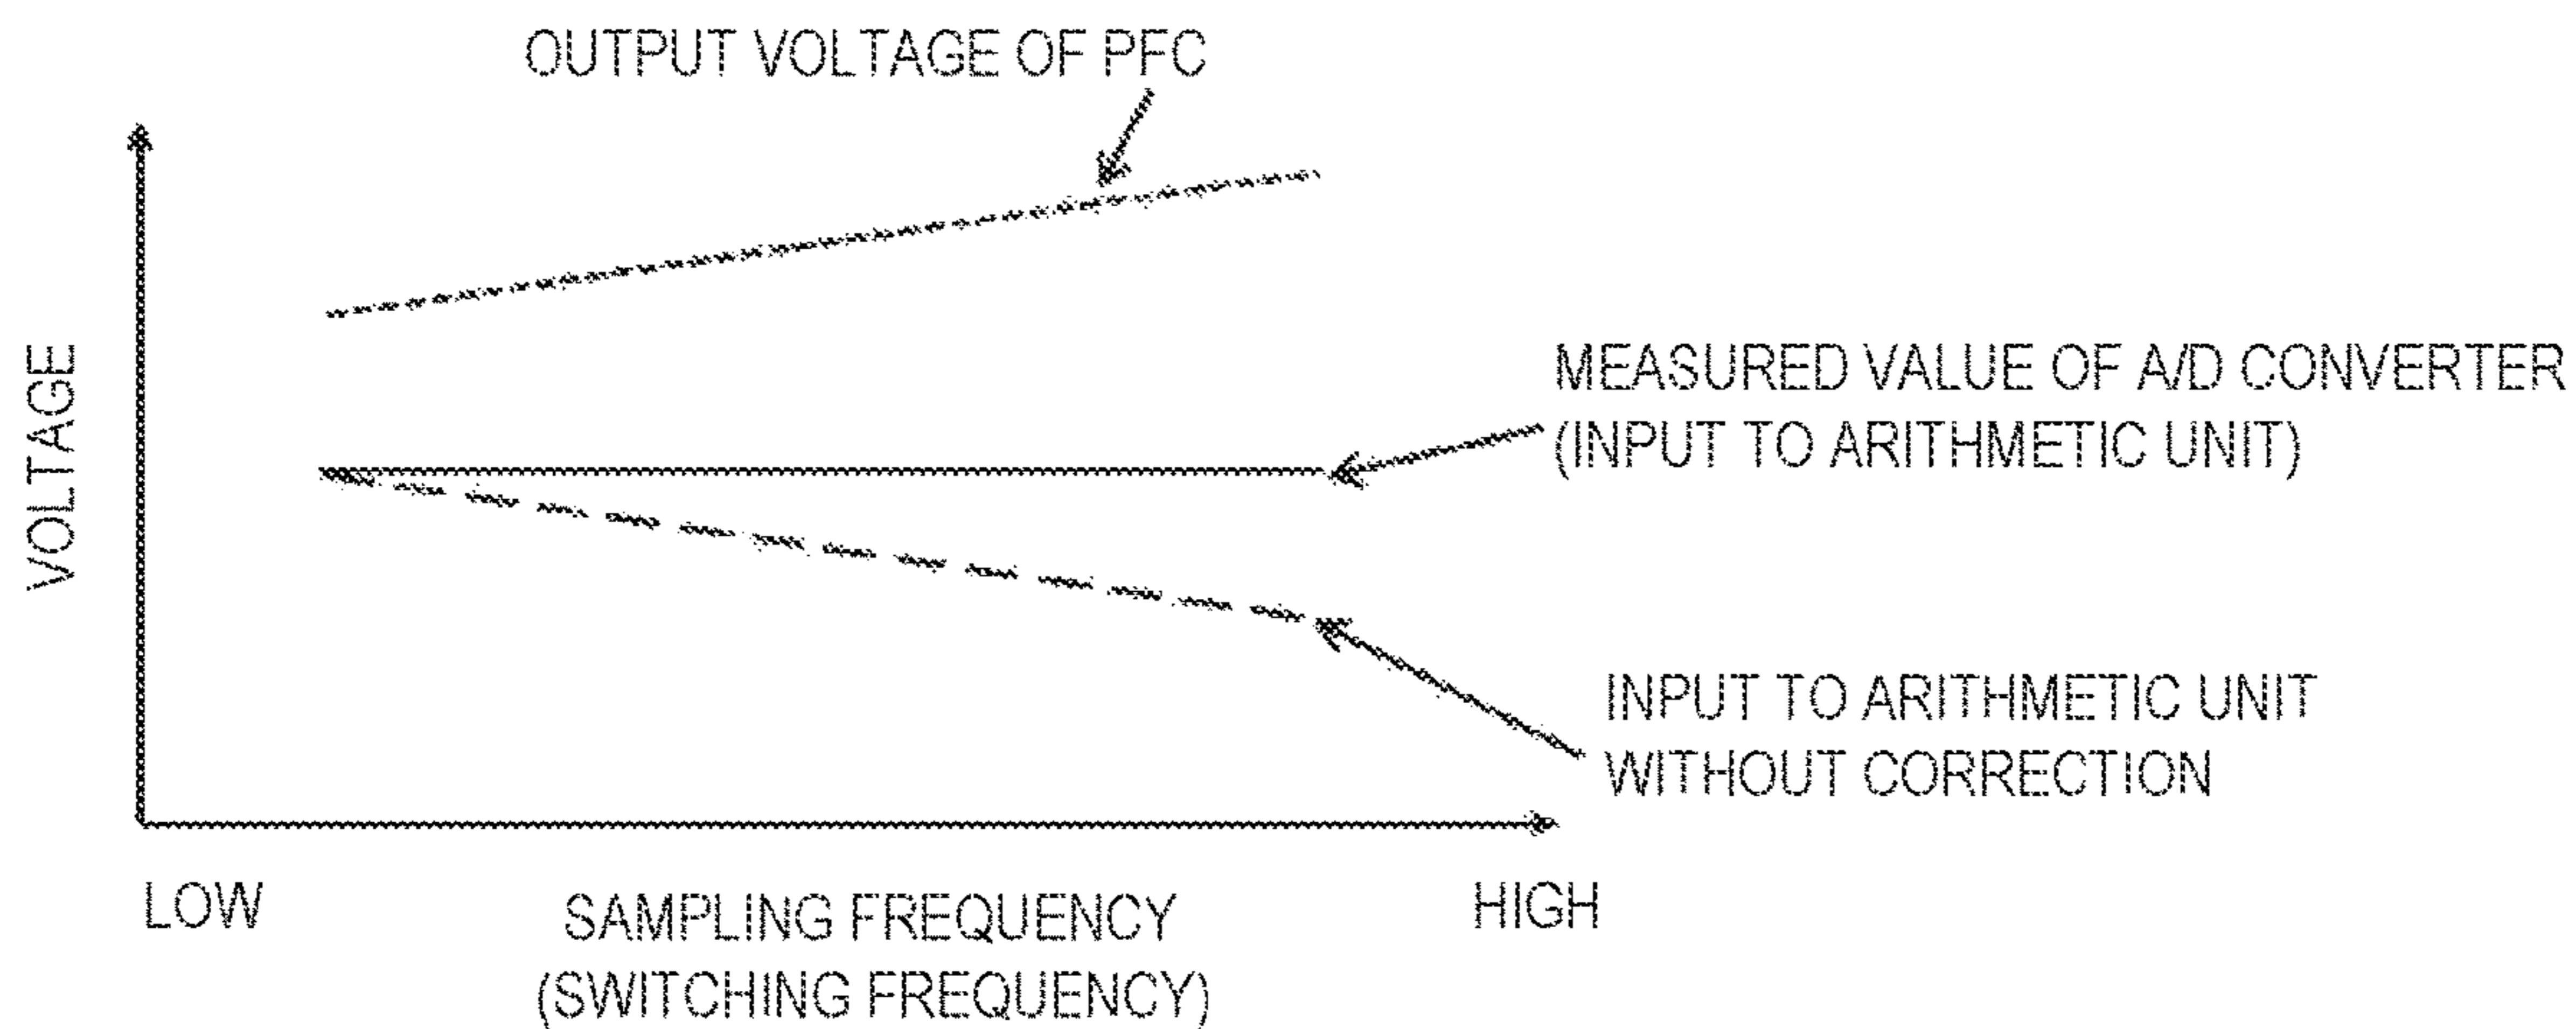 OUTPUT VOLTAGE OF PFC
VOLTAGE
MEASURED VALUE OF A/D CONVERTER
(INPUT TO ARITHMETIC UNIT)
INPUT TO ARITHMETIC UNIT
WITHOUT CORRECTION
LOW
SAMPLING FREQUENCY
(SWITCHING FREQUENCY)
HIGH